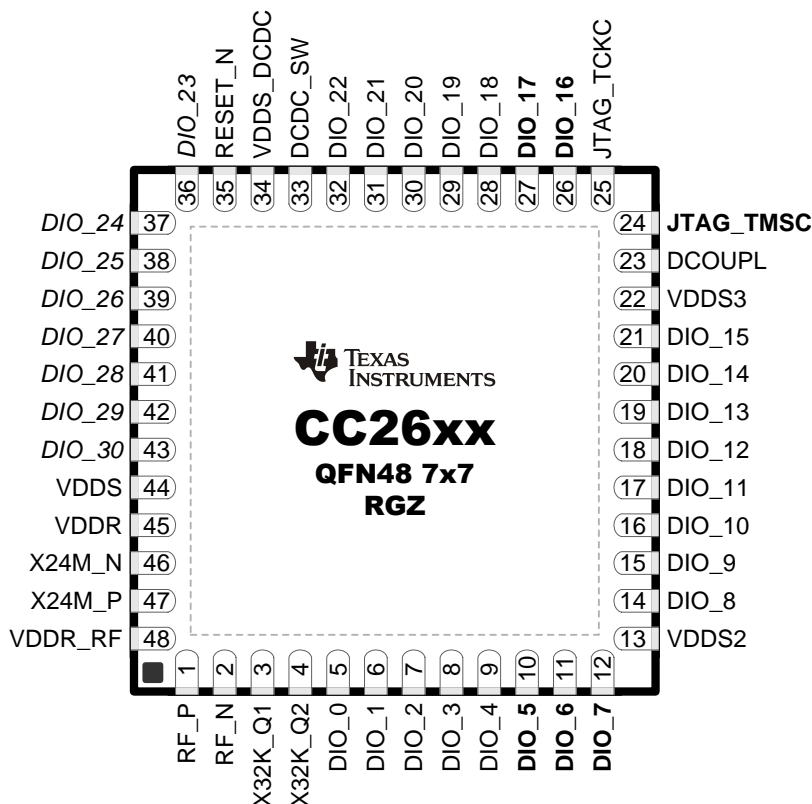 DIO_23
RESET_N
VDDS_DCDC
DCDC_SW
DIO_22
DIO_21
DIO_20
DIO_19
DIO_18
DIO_17
DIO_16
JTAG_TCKC
36 35 34 33 32 31 30 29 28 27 26 25
DIO_24 37
DIO_25 38
DIO_26 39
DIO_27 40
DIO_28 41
DIO_29 42
DIO_30 43
VDDS 44
VDDR 45
X24M_N 46
X24M_P 47
VDDR_RF 48
TEXAS
INSTRUMENTS
CC26xx
QFN48 7x7
RGZ
24 JTAG_TMSC
23 DCOUPL
22 VDDS3
21 DIO_15
20 DIO_14
19 DIO_13
18 DIO_12
17 DIO_11
16 DIO_10
15 DIO_9
14 DIO_8
13 VDDS2
1 2 3 4 5 6 7 8 9 10 11 12
RF_P
RF_N
X32K_Q1
X32K_Q2
DIO_0
DIO_1
DIO_2
DIO_3
DIO_4
DIO_5
DIO_6
DIO_7